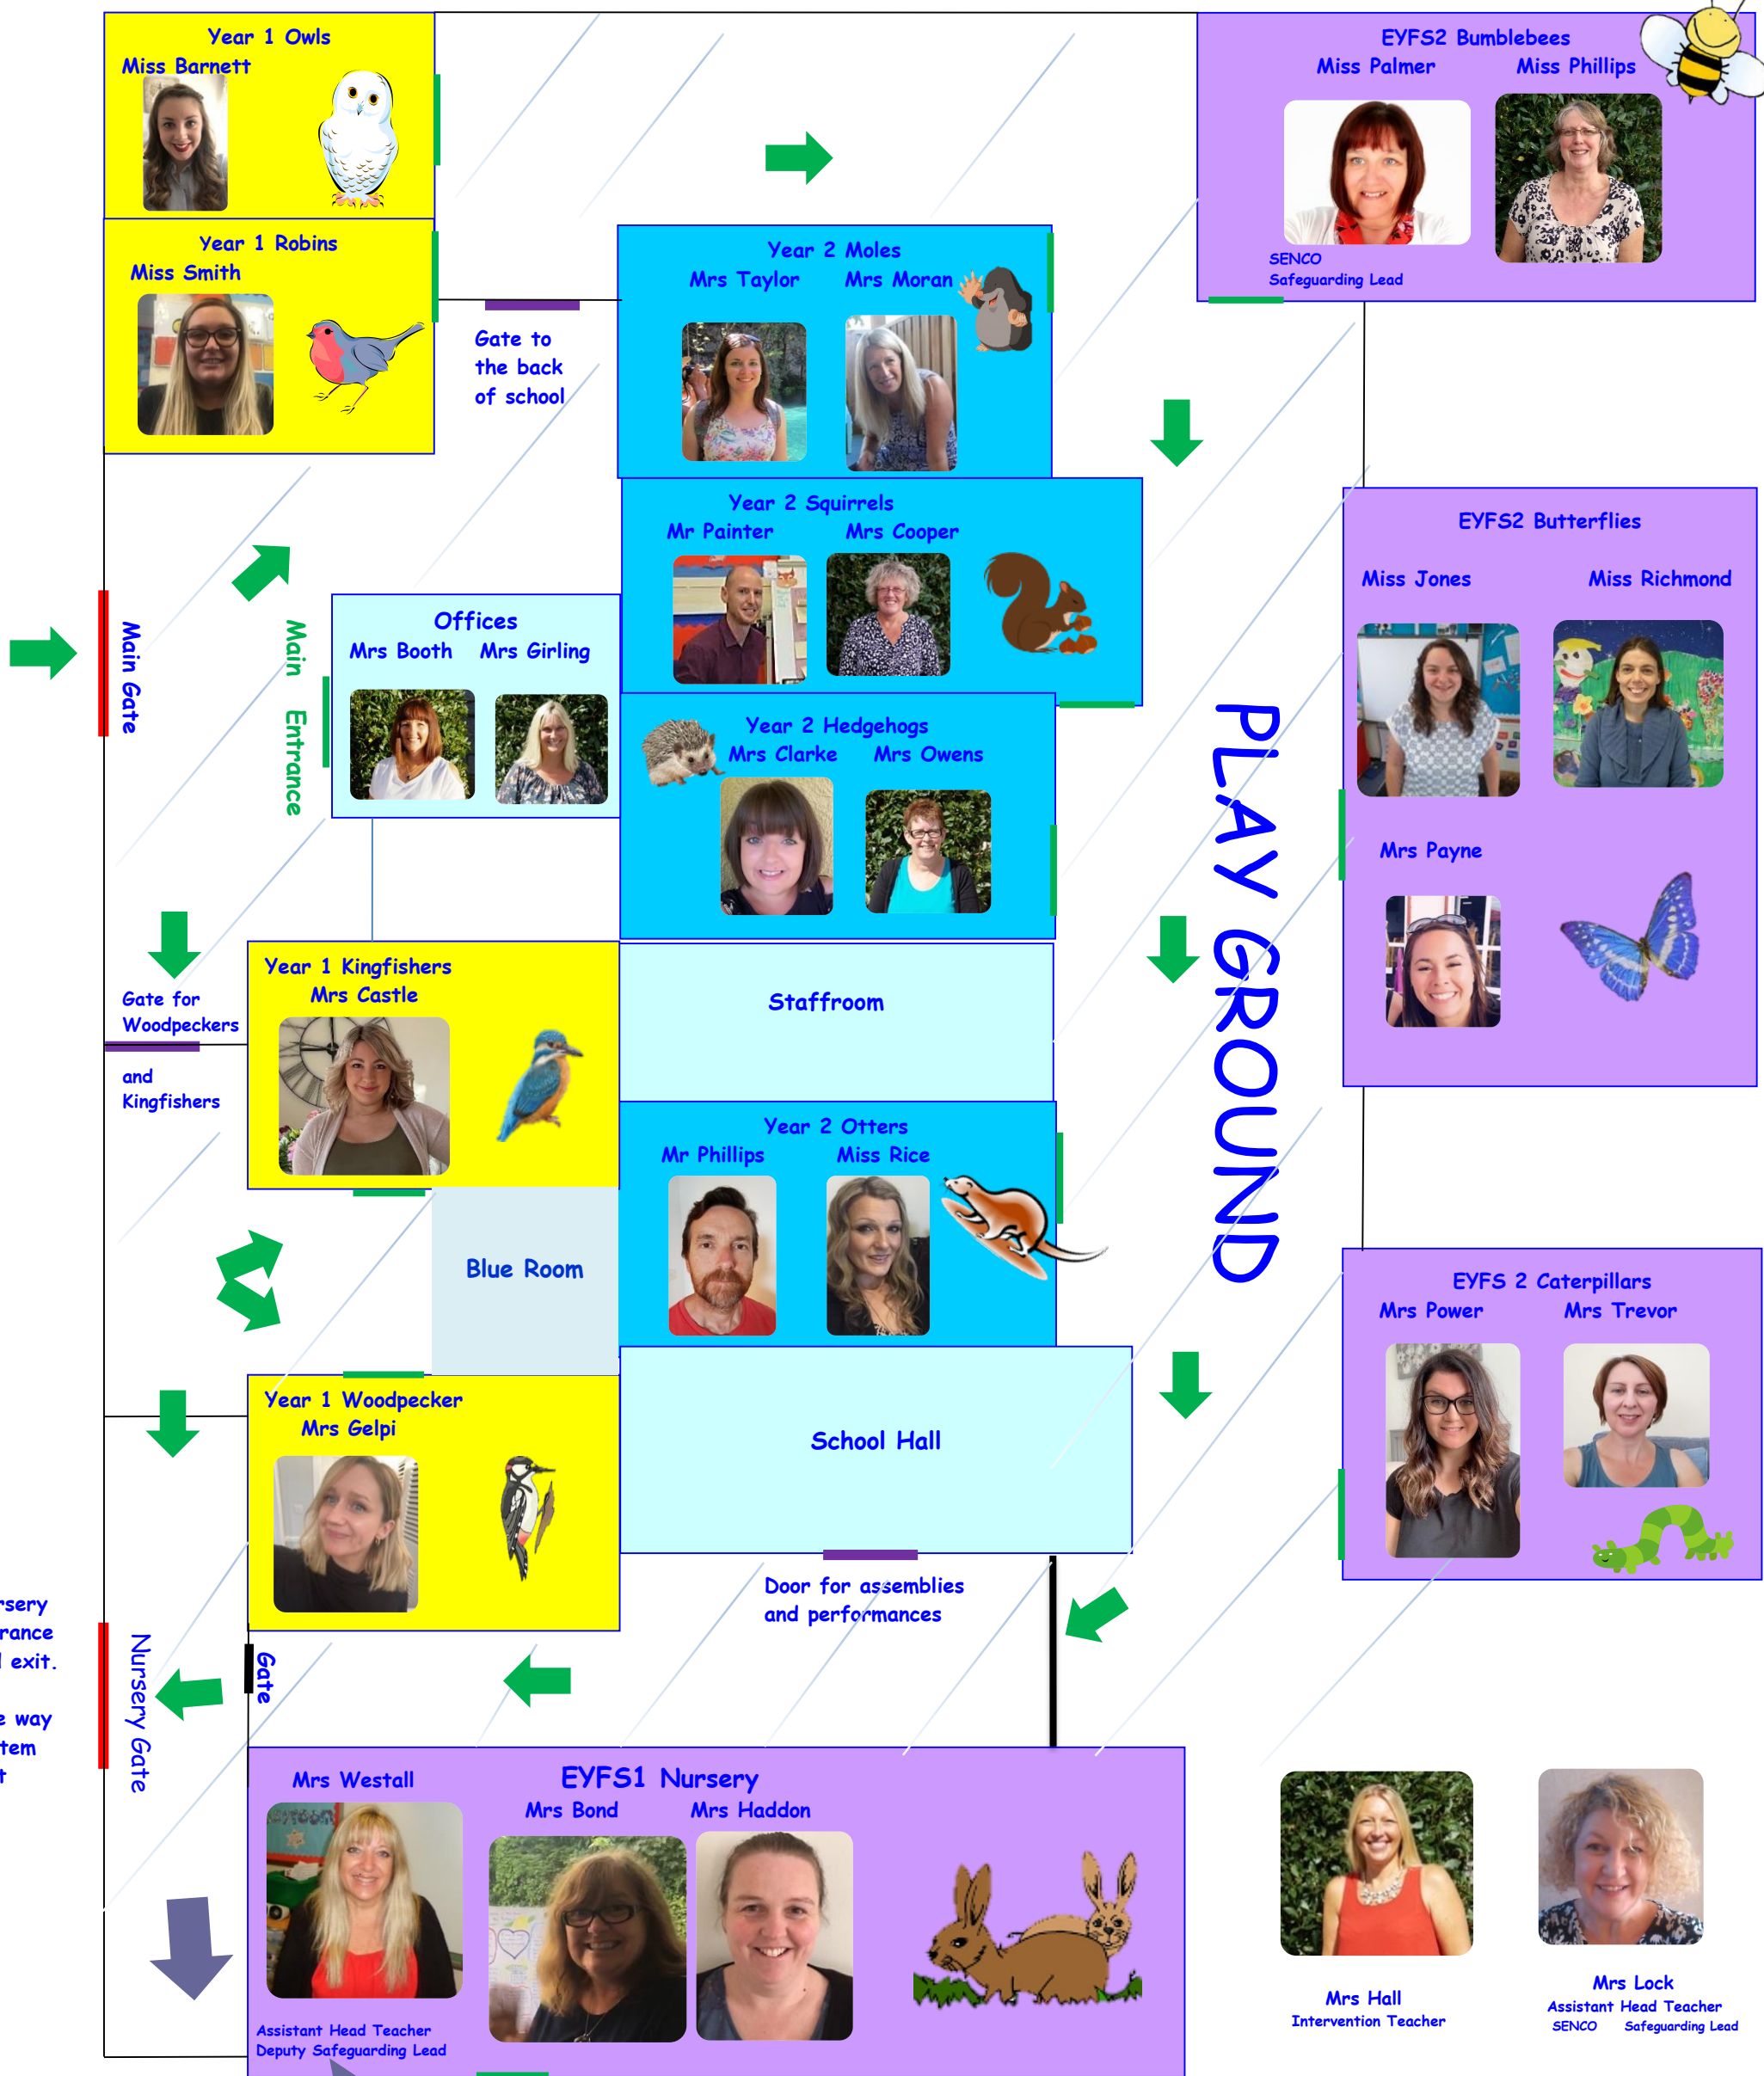 Year 1 Owls
Miss Barnett
EYFS2 Bumblebees
Miss Palmer Miss Phillips
SENCO
Safeguarding Lead
Year 1 Robins
Miss Smith
Gate to
the back
of school
Year 2 Moles
Mrs Taylor Mrs Moran
Year 2 Squirrels
Mr Painter Mrs Cooper
EYFS2 Butterflies
Miss Jones Miss Richmond
Mrs Payne
Main Gate
Main Entrance
Offices
Mrs Booth Mrs Girling
Year 2 Hedgehogs
Mrs Clarke Mrs Owens
PLAY GROUND
Gate for
Woodpeckers
and
Kingfishers
Year 1 Kingfishers
Mrs Castle
Staffroom
Year 2 Otters
Mr Phillips Miss Rice
Blue Room
EYFS 2 Caterpillars
Mrs Power Mrs Trevor
Year 1 Woodpecker
Mrs Gelpi
School Hall
Door for assemblies
and performances
rsery
rance
exit.
way
tem
t
Nursery Gate
Gate
EYFS1 Nursery
Mrs Westall
Mrs Bond Mrs Haddon
Assistant Head Teacher
Deputy Safeguarding Lead
Mrs Hall
Intervention Teacher
Mrs Lock
Assistant Head Teacher
SENCO Safeguarding Lead